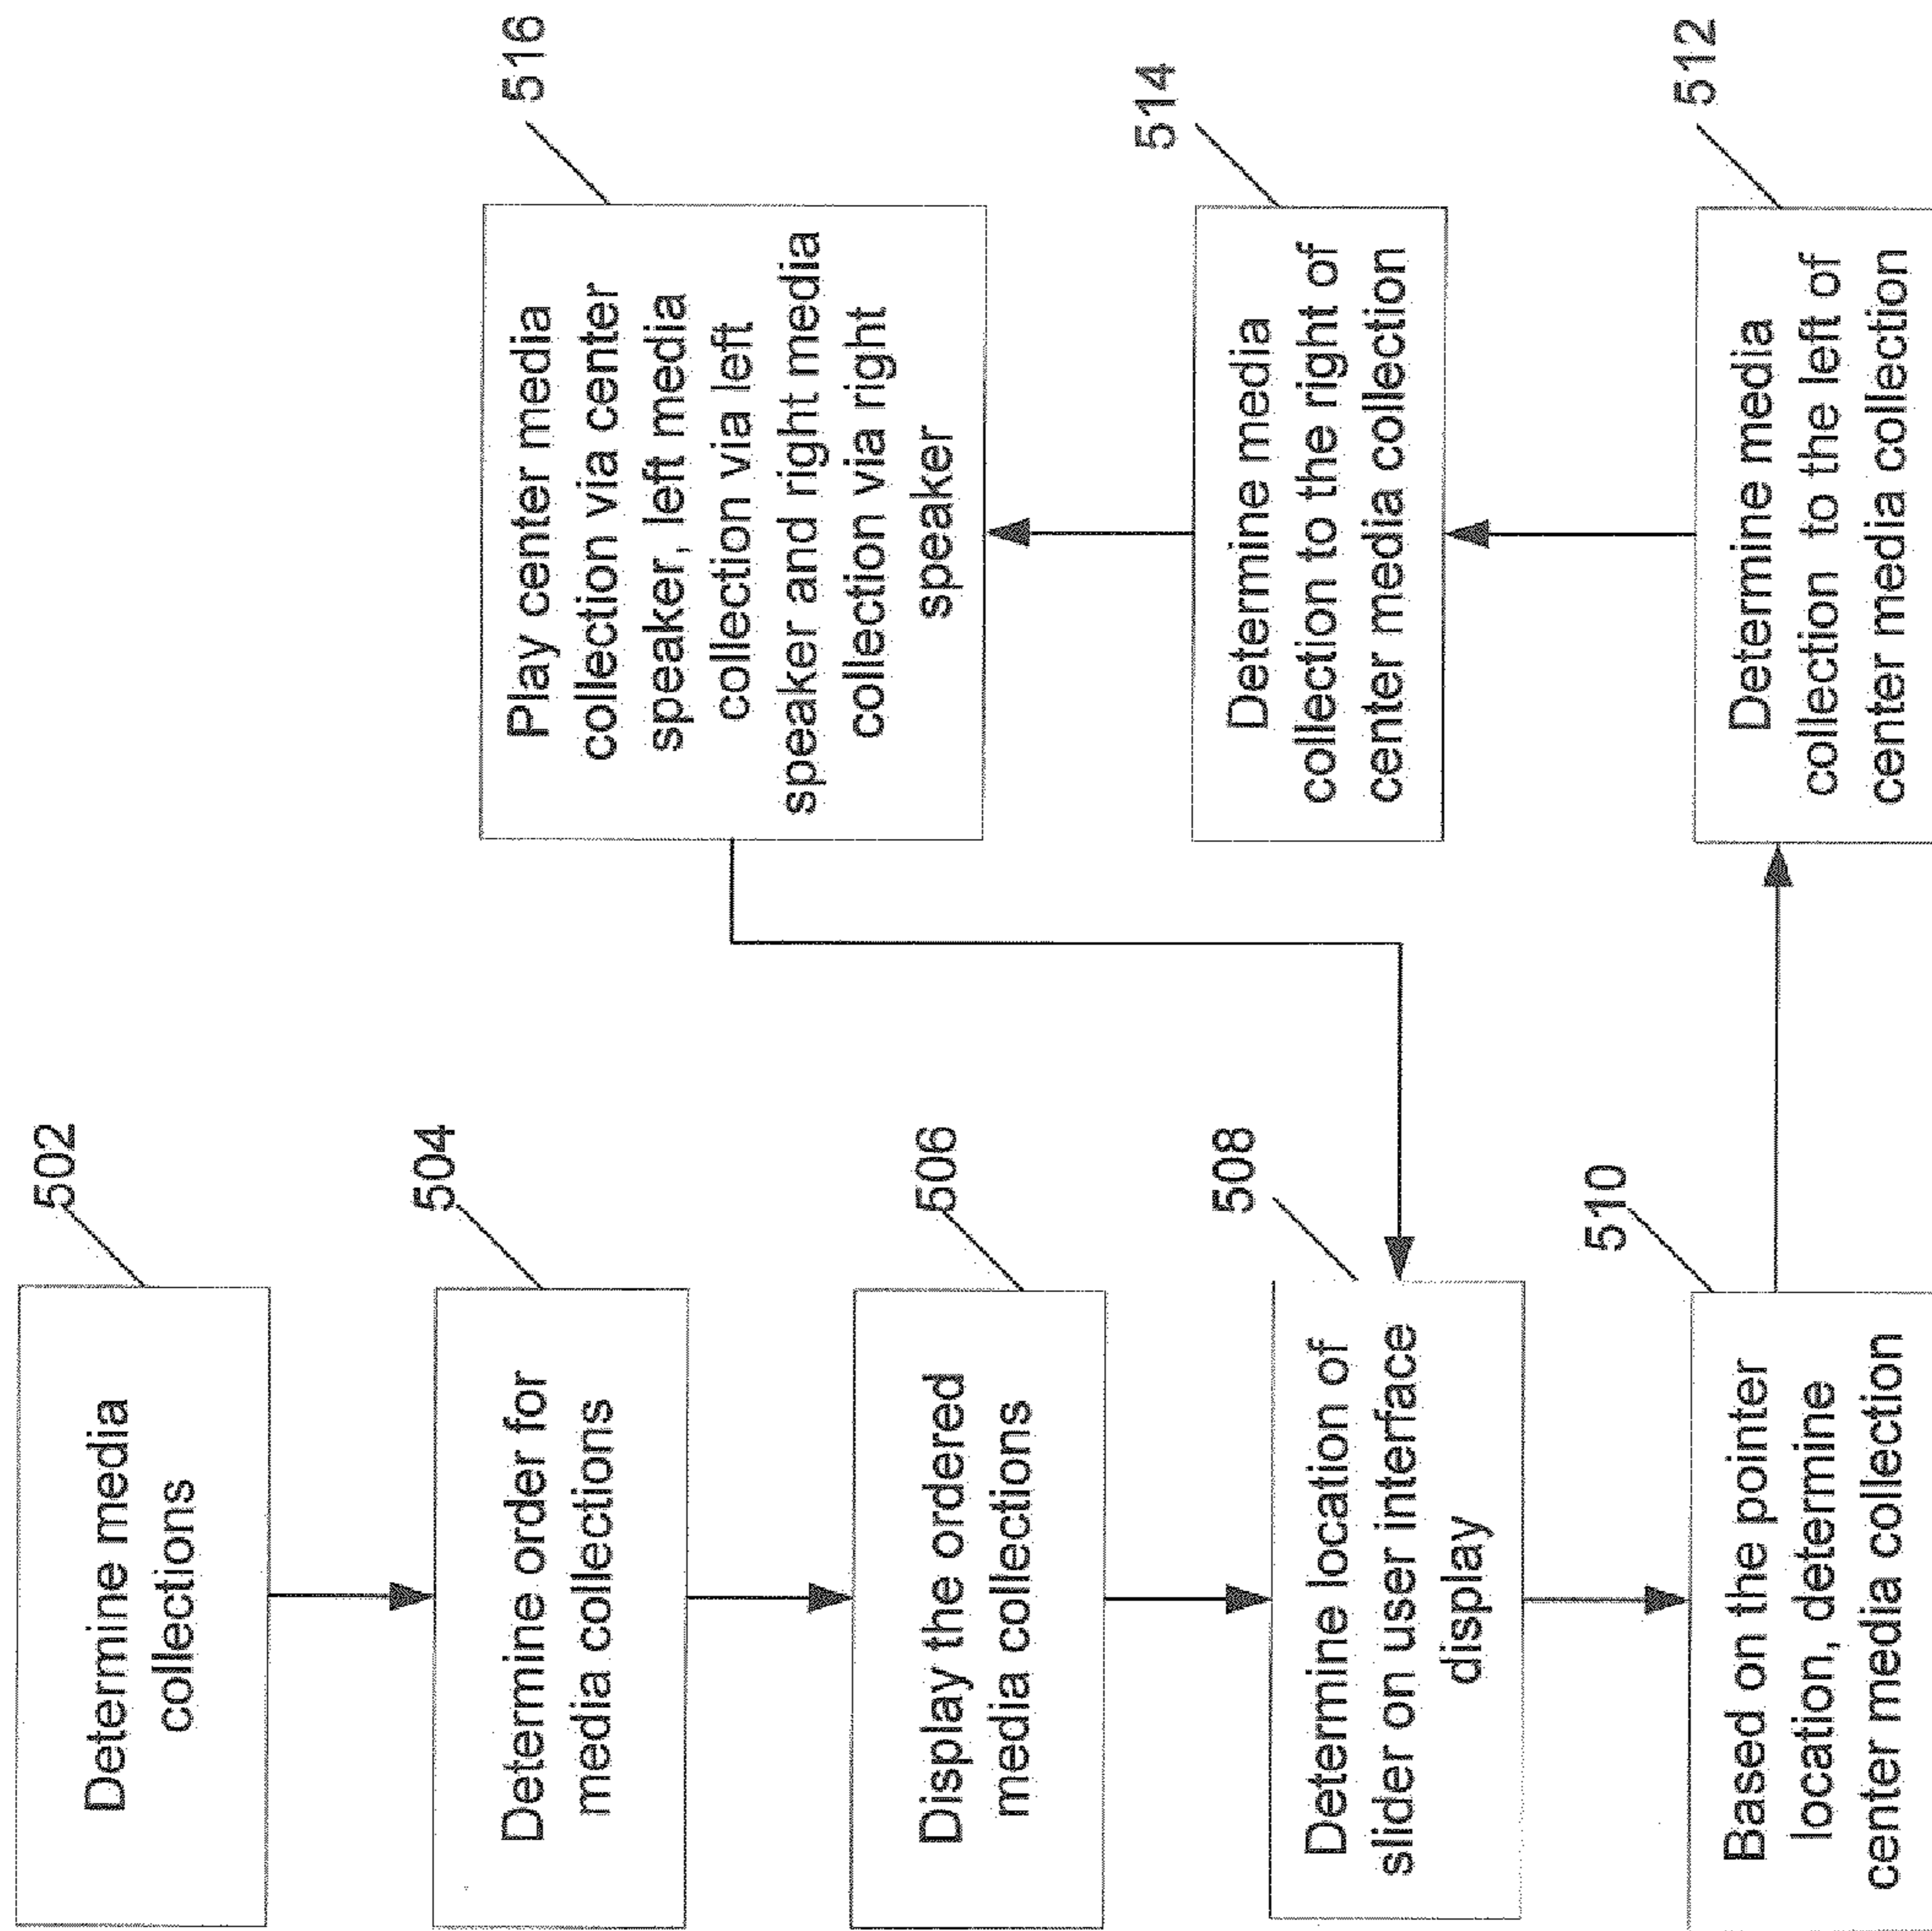 502
Determine media
collections
504
Determine order for
media collections
506
Display the ordered
media collections
508
Determine location of
slider on user interface
display
510
Based on the pointer
location, determine
center media collection
512
Determine media
collection to the left of
center media collection
514
Determine media
collection to the right of
center media collection
516
Play center media
collection via center
speaker, left media
collection via left
speaker and right media
collection via right
speaker